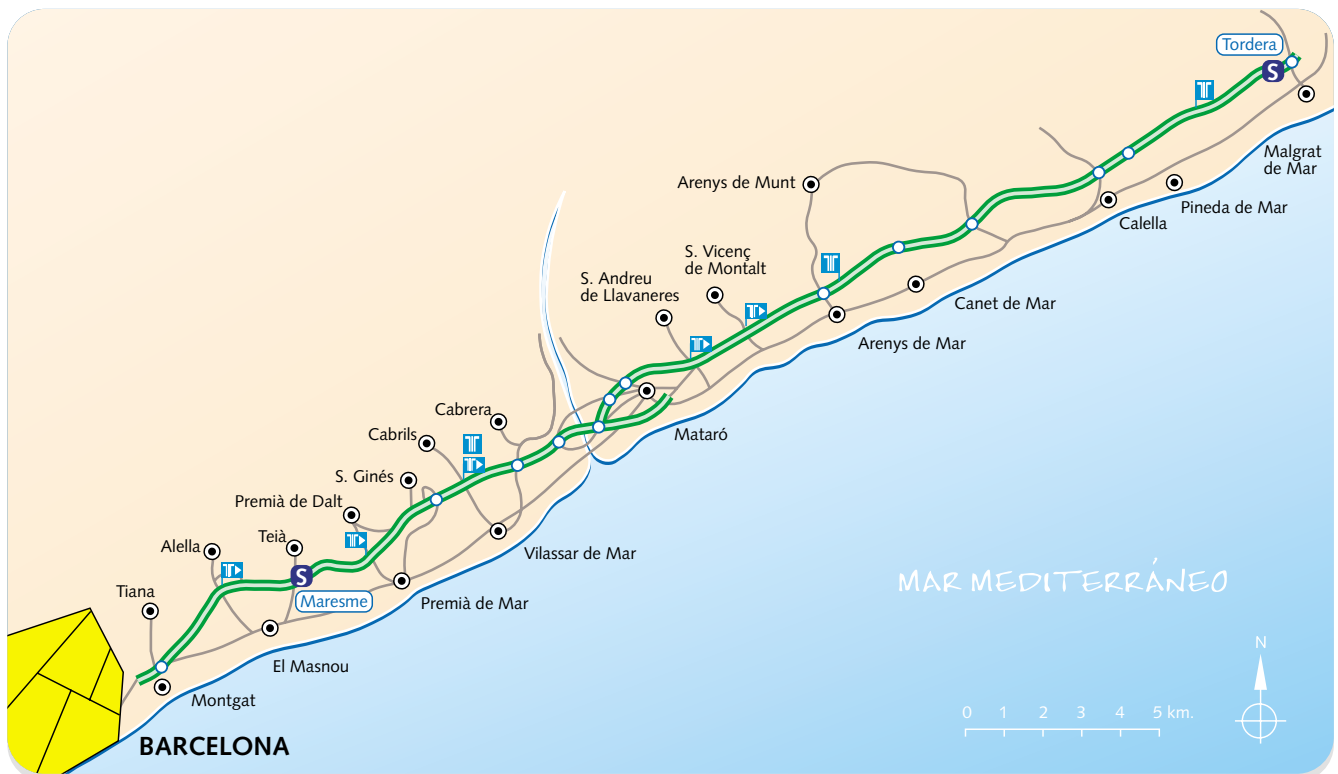 Tordera
S
Malgrat
de Mar
Arenys de Munt
Pineda de Mar
Calella
S. Vicenç
de Montalt
S. Andreu
de Llavaneres
Canet de Mar
Arenys de Mar
Cabrera
Mataró
Cabrils
S. Ginés
Premià de Dalt
Teià
Alella
Vilassar de Mar
S
MAR MEDITERRÁNEO
Tiana
Maresme
Premià de Mar
N
El Masnou
Montgat
0 1 2 3 4 5 km.
BARCELONA
T
T
T
T
T
T
T
T